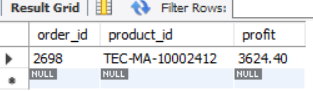 Result Grid Filter Rows:
order_id product_id profit
2698 TEC-MA-10002412 3624.40
NULL NULL NULL